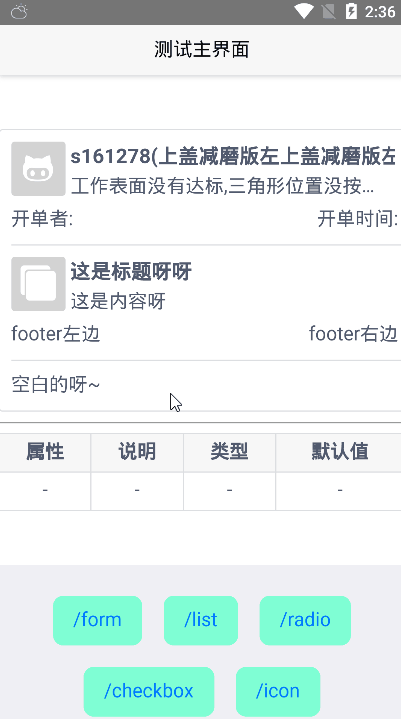 2:36
测试主界面
s161278(上盖减磨版左上盖减磨版左
工作表面没有达标,三角形位置没按...
开单者: 开单时间:
这是标题呀呀
这是内容呀
footer左边 footer右边
空白的呀~
属性 说明 类型 默认值
- - - -
/form /list /radio
/checkbox /icon